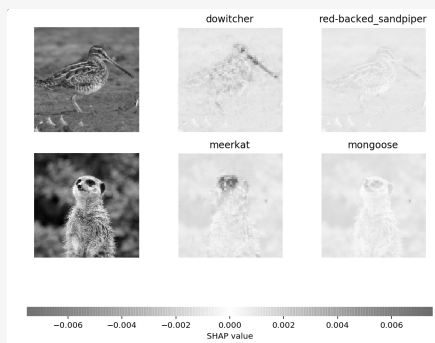 dowitcher
red-backed_sandpiper
meerkat
mongoose
−0.006 −0.004 −0.002 0.000 0.002 0.004 0.006
SHAP value